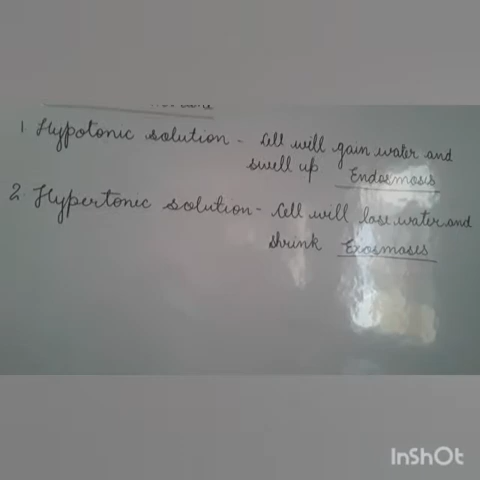 1 Hypotonic solution - Cell will gain water and
swell up Endosmosis
2. Hypertonic solution - Cell will lose water and
shrink Exosmoses
InShOt